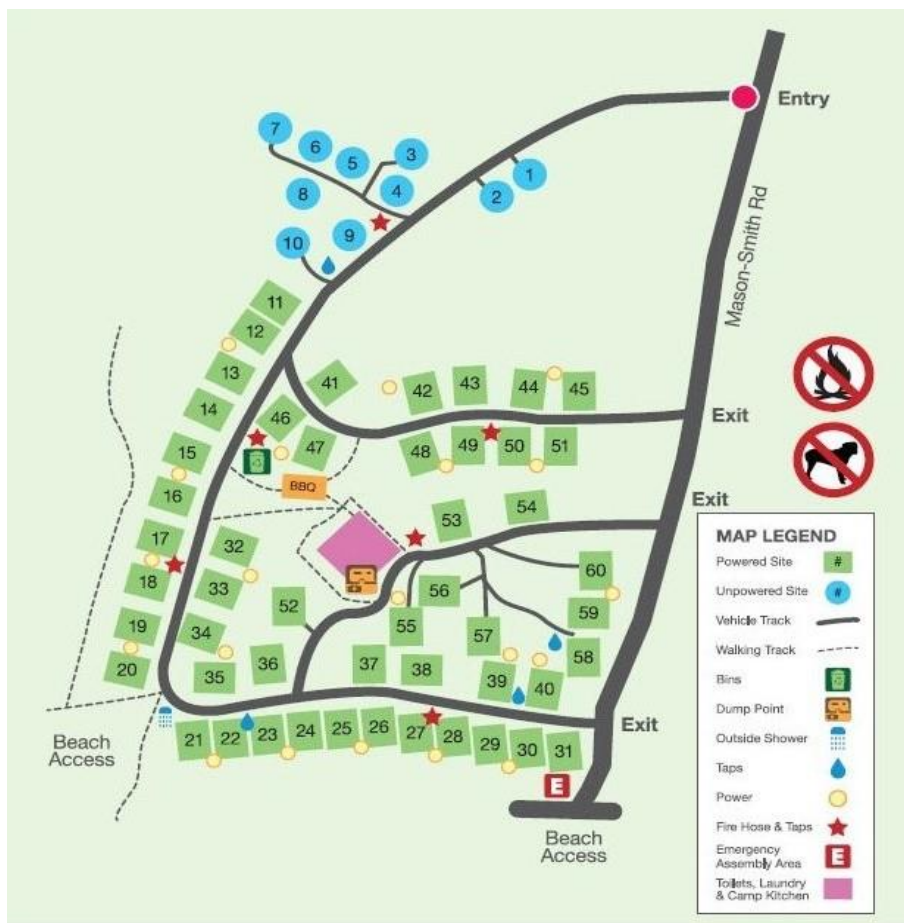 Entry
Mason-Smith Rd
7
6
5
3
4
8
1
2
9
10
11
12
13
14
15
16
17
18
19
20
41
42
43
44
45
46
47
48
49
50
51
Exit
BBQ
Exit
53
54
32
33
34
35
36
52
37
38
55
56
57
60
59
58
39
40
21
22
23
24
25
26
27
28
29
30
31
Exit
Beach
Access
E
Beach
Access
MAP LEGEND
Powered Site #
Unpowered Site #
Vehicle Track
Walking Track
Bins
Dump Point
Outside Shower
Taps
Power
Fire Hose & Taps
Emergency
Assembly Area E
Toilets, Laundry
& Camp Kitchen